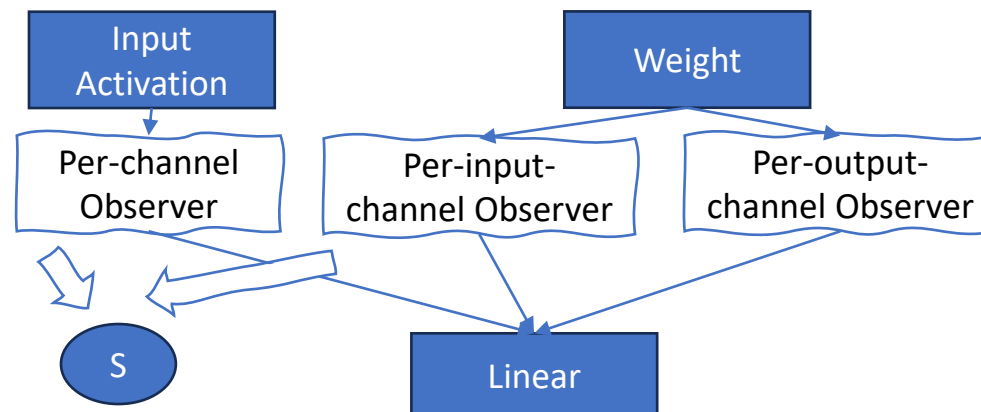 Input
Activation
Weight
Per-channel
Observer
Per-input-
channel Observer
Per-output-
channel Observer
S
Linear